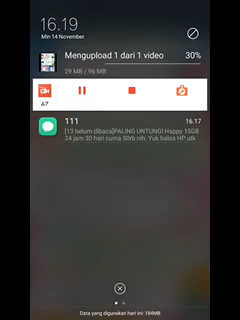 16.19
Min 14 November
Mengupload 1 dari 1 video 30%
29 MB / 96 MB
47
111 16.17
[13 belum dibaca]PALING UNTUNG! Happy 15GB
24 jam 30 hari cuma 50rb nih. Yuk balas HP utk
Data yang digunakan hari ini: 184MB